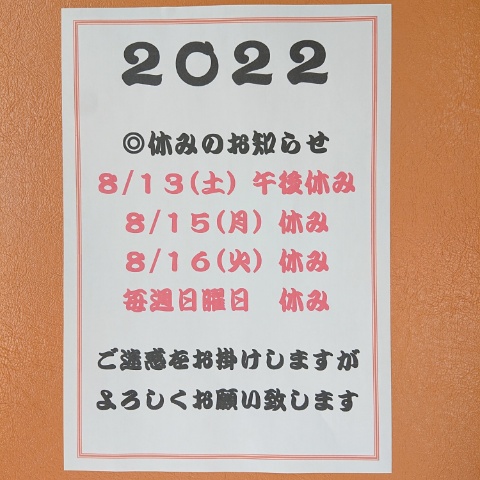 2022
◎休みのお知らせ
8/13(土) 午後休み
8/15(月) 休み
8/16(火) 休み
毎週日曜日 休み
ご迷惑をお掛けしますが
よろしくお願い致します